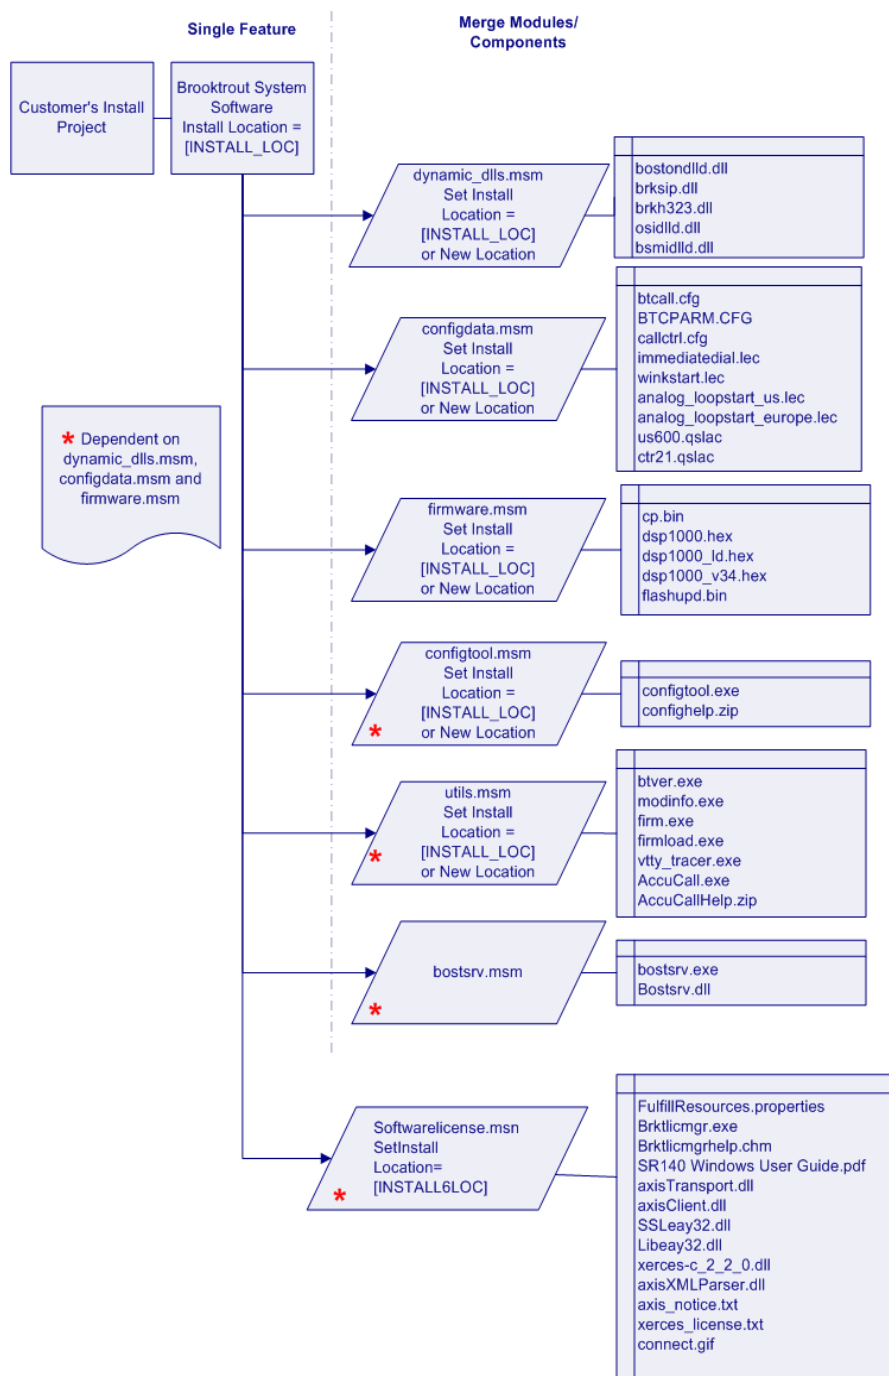 Single Feature
Merge Modules/
Components
Customer's Install
Project
Brooktrout System
Software
Install Location =
[INSTALL_LOC]
dynamic_dlls.msm
Set Install
Location =
[INSTALL_LOC]
or New Location
bostondlld.dll
brksip.dll
brkh323.dll
osidlld.dll
bsmidlld.dll
configdata.msm
Set Install
Location =
[INSTALL_LOC]
or New Location
btcall.cfg
BTCPARM.CFG
callctrl.cfg
immediatedial.lec
winkstart.lec
analog_loopstart_us.lec
analog_loopstart_europe.lec
us600.qslac
ctr21.qslac
* Dependent on
dynamic_dlls.msm,
configdata.msm and
firmware.msm
firmware.msm
Set Install
Location =
[INSTALL_LOC]
or New Location
cp.bin
dsp1000.hex
dsp1000_ld.hex
dsp1000_v34.hex
flashupd.bin
configtool.msm
Set Install
Location =
[INSTALL_LOC]
* or New Location
configtool.exe
confighelp.zip
utils.msm
Set Install
Location =
* [INSTALL_LOC]
or New Location
btver.exe
modinfo.exe
firm.exe
firmload.exe
vtty_tracer.exe
AccuCall.exe
AccuCallHelp.zip
bostsrv.msm
*
bostsrv.exe
Bostsrv.dll
Softwarelicense.msn
SetInstall
Location=
* [INSTALL6LOC]
FulfillResources.properties
Brktlicmgr.exe
Brktlicmgrhelp.chm
SR140 Windows User Guide.pdf
axisTransport.dll
axisClient.dll
SSLeay32.dll
Libeay32.dll
xerces-c_2_2_0.dll
axisXMLParser.dll
axis_notice.txt
xerces_license.txt
connect.gif